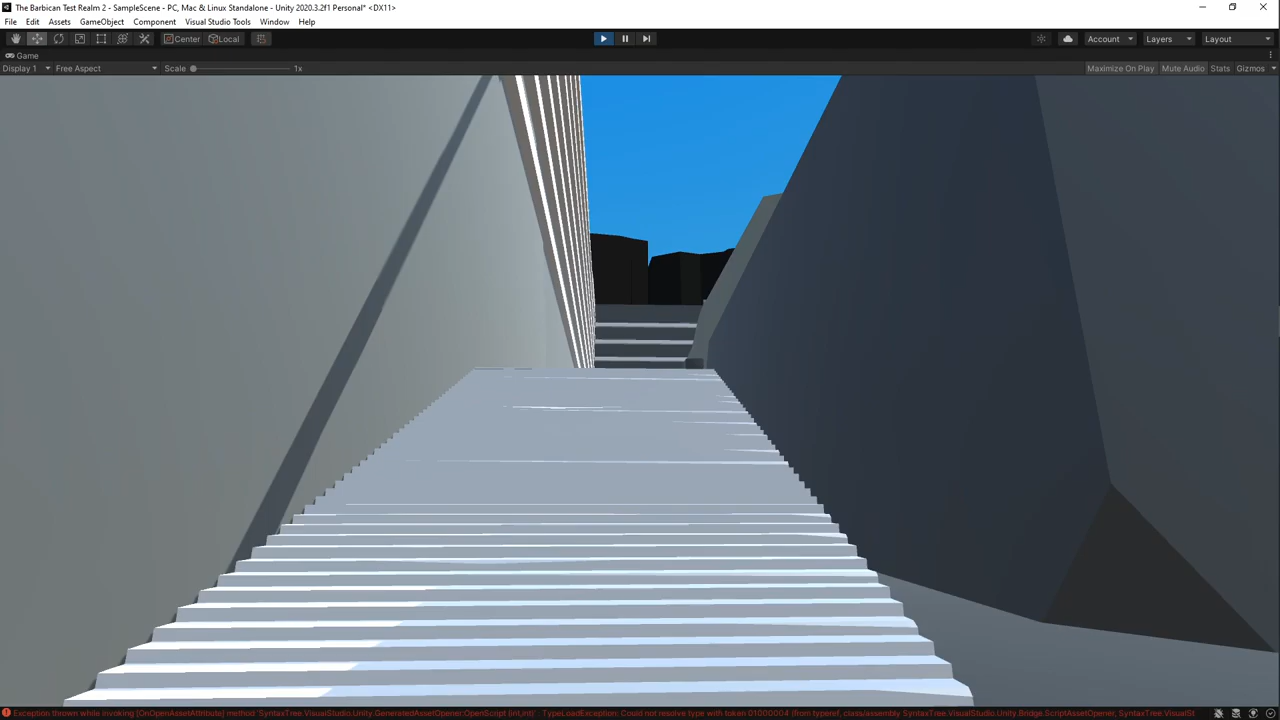 The Barbican Test Realm 2 - SampleScene - PC, Mac & Linux Standalone - Unity 2020.3.2f1 Personal* <DX11>
File Edit Assets GameObject Component Visual Studio Tools Window Help
Center Local Account Layers Layout
Game
Display 1 Free Aspect Scale 1x Maximize On Play Mute Audio Stats Gizmos
Exception thrown while invoking [OnOpenAssetAttribute] method 'SyntaxTree.VisualStudio.Unity.GeneratedAssetOpener:OpenScript (int,int)' : TypeLoadException: Could not resolve type with token 01000004 (from typeref, class/assembly SyntaxTree.VisualStudio.Unity.Bridge.ScriptAssetOpener, SyntaxTree.VisualSt